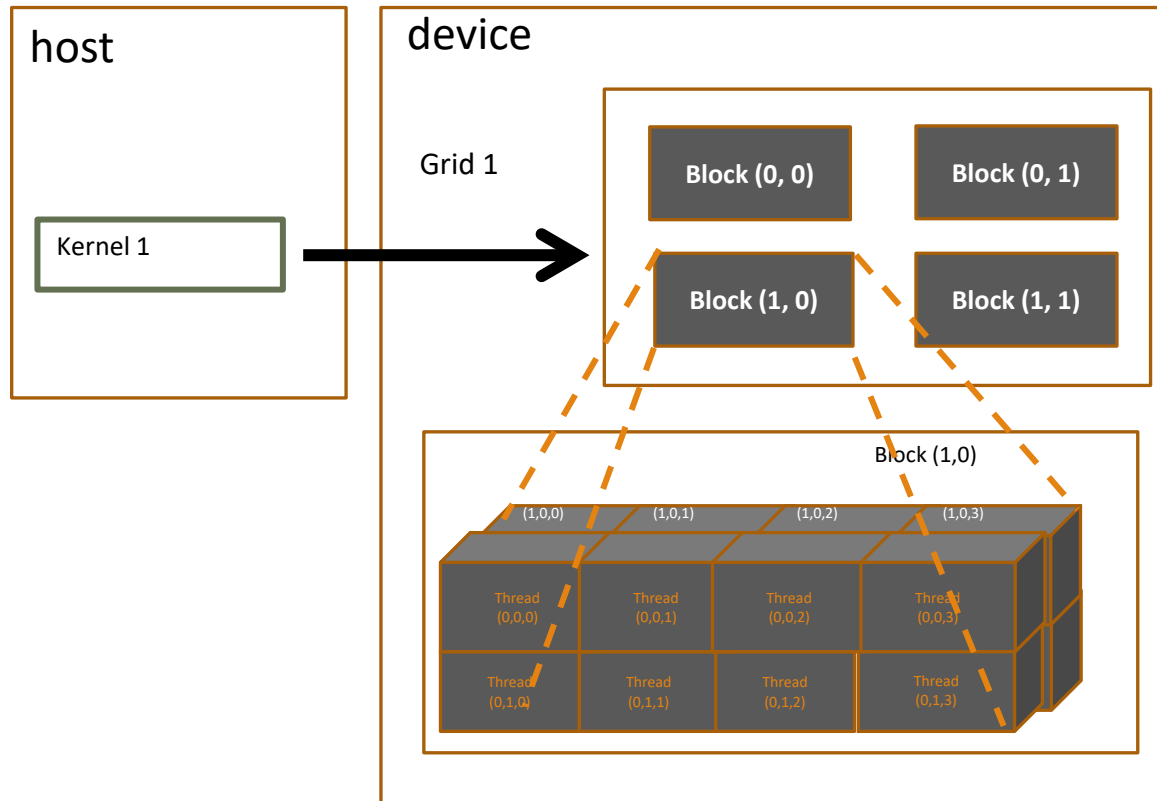 host
device
Grid 1
Block (0, 0)
Block (0, 1)
Kernel 1
Block (1, 0)
Block (1, 1)
Block (1,0)
(1,0,0)
(1,0,1)
(1,0,2)
(1,0,3)
Thread
(0,0,0)
Thread
(0,0,1)
Thread
(0,0,2)
Thread
(0,0,3)
Thread
(0,1,0)
Thread
(0,1,1)
Thread
(0,1,2)
Thread
(0,1,3)